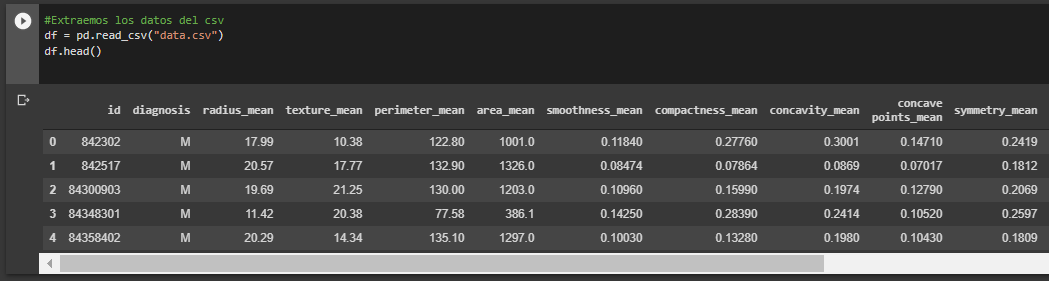 #Extraemos los datos del csv
df = pd.read_csv("data.csv")
df.head()
id diagnosis radius_mean texture_mean perimeter_mean area_mean smoothness_mean compactness_mean concavity_mean concave points_mean symmetry_mean
0 842302 M 17.99 10.38 122.80 1001.0 0.11840 0.27760 0.3001 0.14710 0.2419
1 842517 M 20.57 17.77 132.90 1326.0 0.08474 0.07864 0.0869 0.07017 0.1812
2 84300903 M 19.69 21.25 130.00 1203.0 0.10960 0.15990 0.1974 0.12790 0.2069
3 84348301 M 11.42 20.38 77.58 386.1 0.14250 0.28390 0.2414 0.10520 0.2597
4 84358402 M 20.29 14.34 135.10 1297.0 0.10030 0.13280 0.1980 0.10430 0.1809